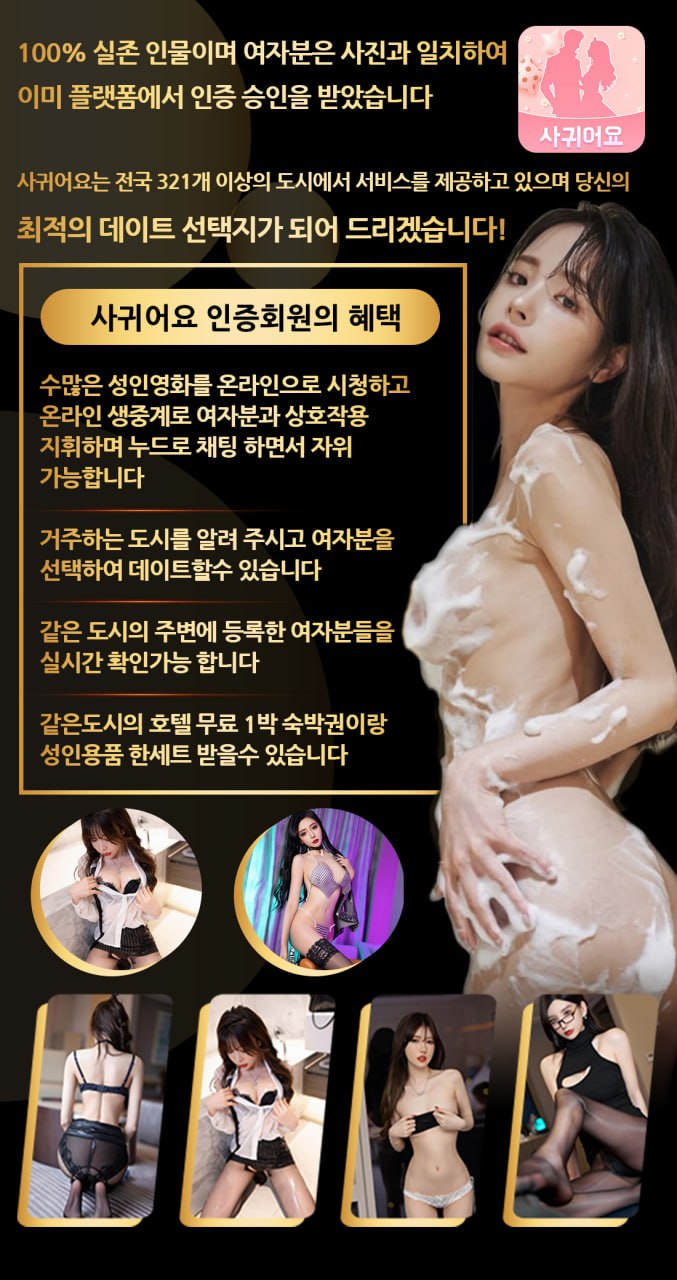 100% 실존 인물이며 여자분은 사진과 일치하여
이미 플랫폼에서 인증 승인을 받았습니다
사귀어요
사귀어요는 전국 321개 이상의 도시에서 서비스를 제공하고 있으며 당신의
최적의 데이트 선택지가 되어 드리겠습니다!
사귀어요 인증회원의 혜택
수많은 성인영화를 온라인으로 시청하고
온라인 생중계로 여자분과 상호작용
지휘하며 누드로 채팅 하면서 자위
가능합니다
거주하는 도시를 알려 주시고 여자분을
선택하여 데이트할수 있습니다
같은 도시의 주변에 등록한 여자분들을
실시간 확인가능 합니다
같은도시의 호텔 무료 1박 숙박권이랑
성인용품 한세트 받을수 있습니다